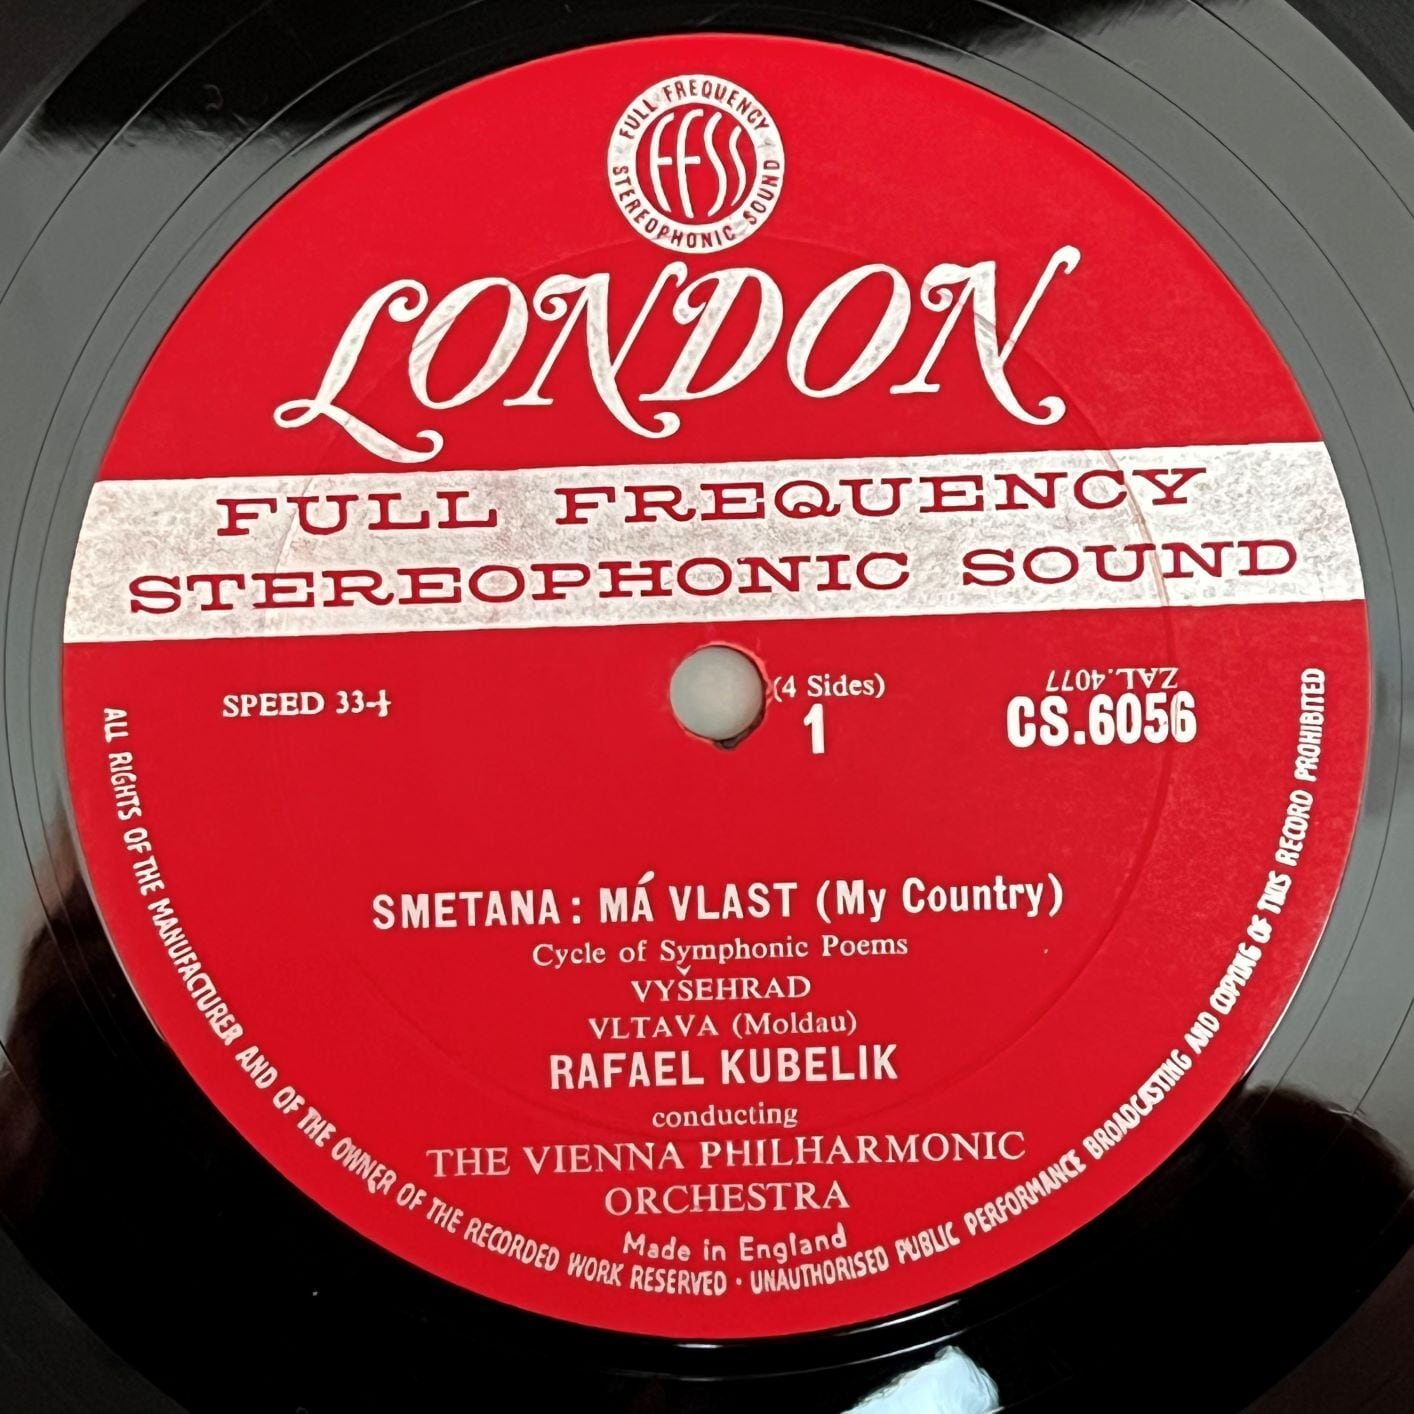 FULL FREQUENCY
FFSS
STEREOPHONIC SOUND
LONDON
FULL FREQUENCY
STEREOPHONIC SOUND
SPEED 33⅓
(4 Sides)
1
ZAL.4077
CS.6056
SMETANA: MÁ VLAST (My Country)
Cycle of Symphonic Poems
VYŠEHRAD
VLTAVA (Moldau)
RAFAEL KUBELIK
conducting
THE VIENNA PHILHARMONIC
ORCHESTRA
Made in England
ALL RIGHTS OF THE MANUFACTURER AND OF THE OWNER OF THE RECORDED WORK RESERVED · UNAUTHORISED PUBLIC PERFORMANCE BROADCASTING AND COPYING OF THIS RECORD PROHIBITED